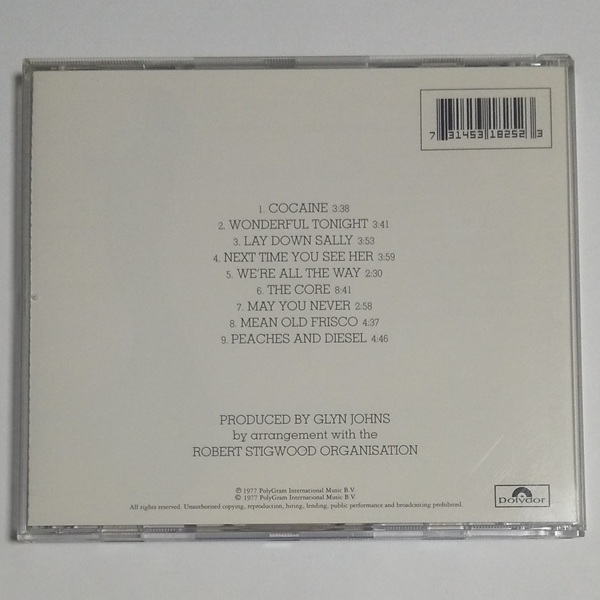 7 31453 18252 3
1. COCAINE 3:38
2. WONDERFUL TONIGHT 3:41
3. LAY DOWN SALLY 3:53
4. NEXT TIME YOU SEE HER 3:59
5. WE'RE ALL THE WAY 2:30
6. THE CORE 8:41
7. MAY YOU NEVER 2:58
8. MEAN OLD FRISCO 4:37
9. PEACHES AND DIESEL 4:46
PRODUCED BY GLYN JOHNS
by arrangement with the
ROBERT STIGWOOD ORGANISATION
℗ 1977 PolyGram International Music B.V.
© 1977 PolyGram International Music B.V.
All rights reserved. Unauthorised copying, reproduction, hiring, lending, public performance and broadcasting prohibited.
Polydor